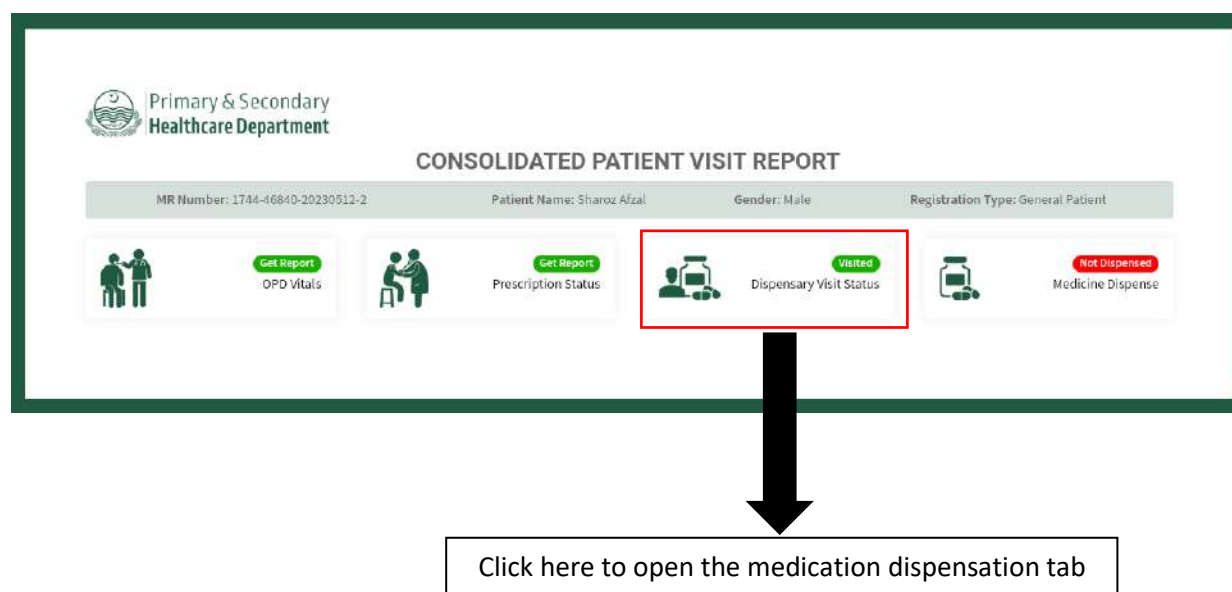 Primary & Secondary
Healthcare Department
CONSOLIDATED PATIENT VISIT REPORT
MR Number: 1744-46840-20230512-2 Patient Name: Sharoz Afzal Gender: Male Registration Type: General Patient
Get Report
OPD Vitals
Get Report
Prescription Status
Visited
Dispensary Visit Status
Not Dispensed
Medicine Dispense
Click here to open the medication dispensation tab